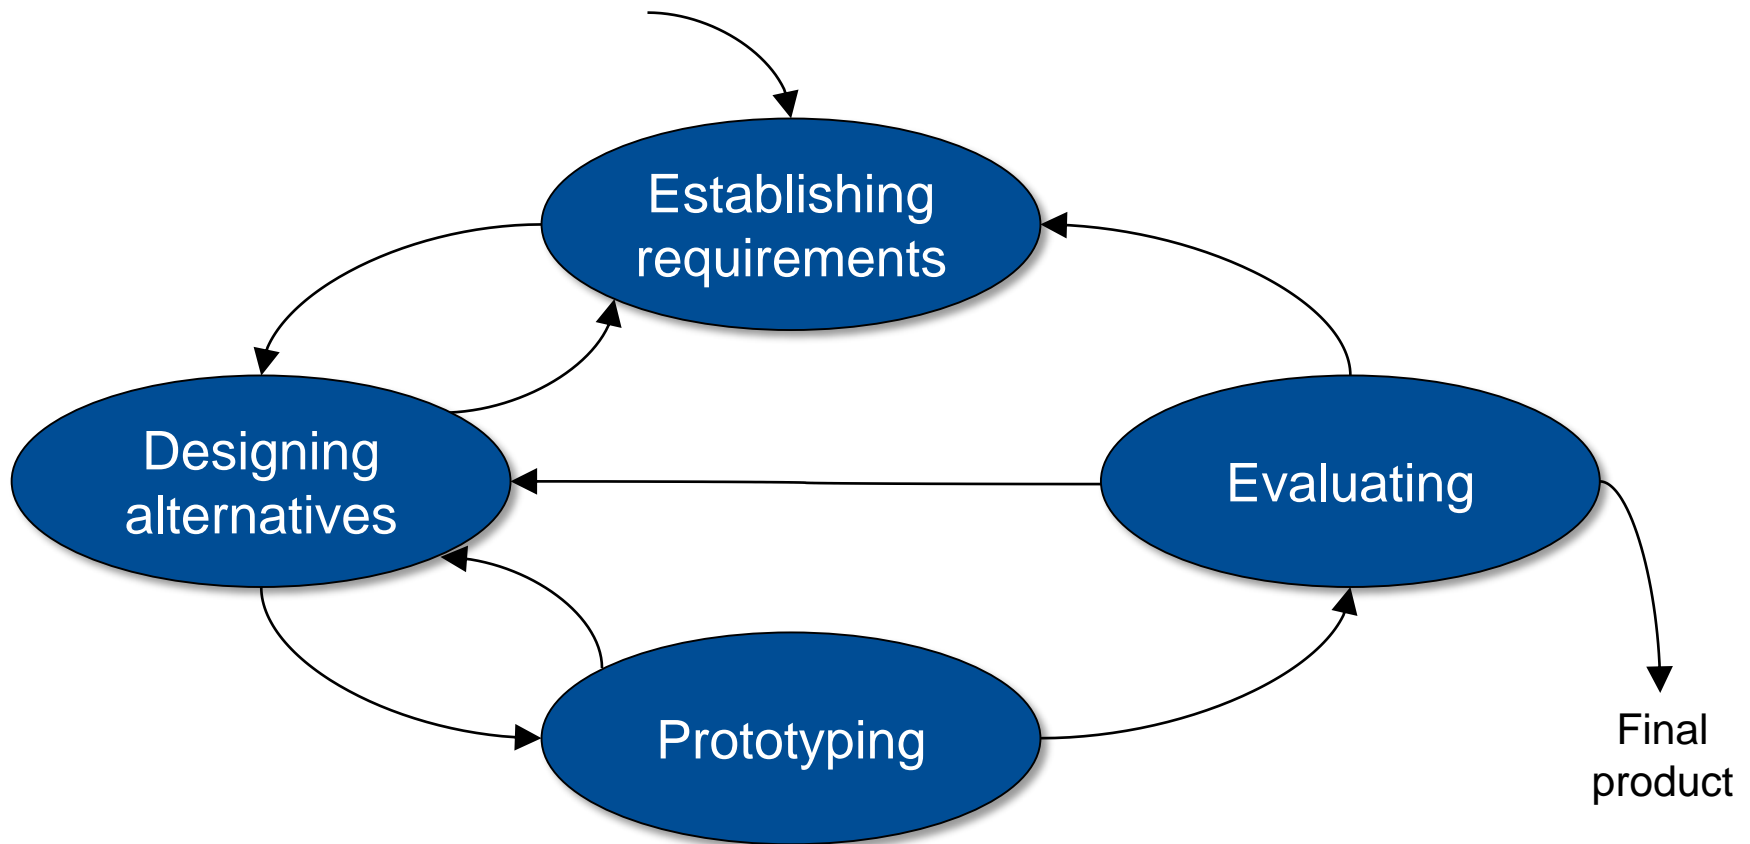 Establishing
requirements
Designing
alternatives
Evaluating
Prototyping
Final
product